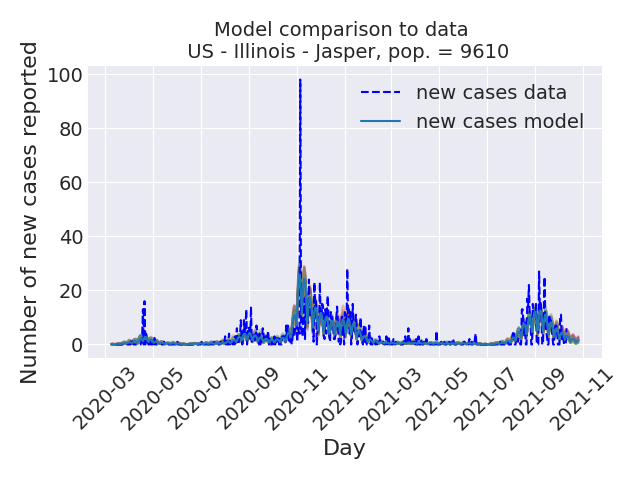 Model comparison to data
US - Illinois - Jasper, pop. = 9610
Number of new cases reported
100
80
60
40
20
0
new cases data
new cases model
2020-03
2020-05
2020-07
2020-09
2020-11
2021-01
2021-03
2021-05
2021-07
2021-09
2021-11
Day